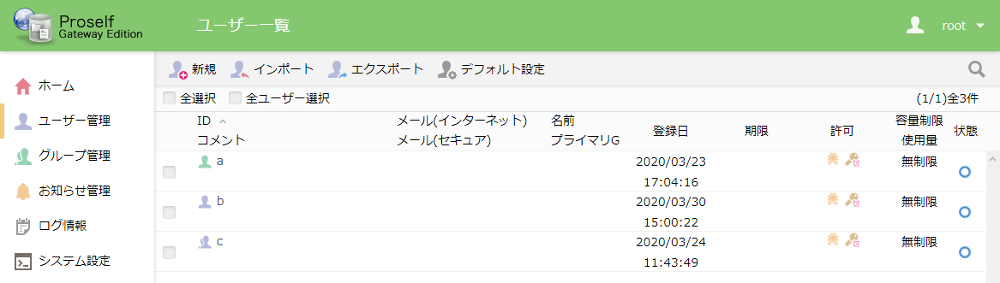 Proself
Gateway Edition
ユーザー一覧
root
ホーム
ユーザー管理
グループ管理
お知らせ管理
ログ情報
システム設定
新規 インポート エクスポート デフォルト設定
全選択 全ユーザー選択 (1/1)全3件
ID メール(インターネット) 名前 登録日 期限 許可 容量制限 状態
コメント メール(セキュア) プライマリG 使用量
a 2020/03/23 無制限
17:04:16
b 2020/03/30 無制限
15:00:22
c 2020/03/24 無制限
11:43:49